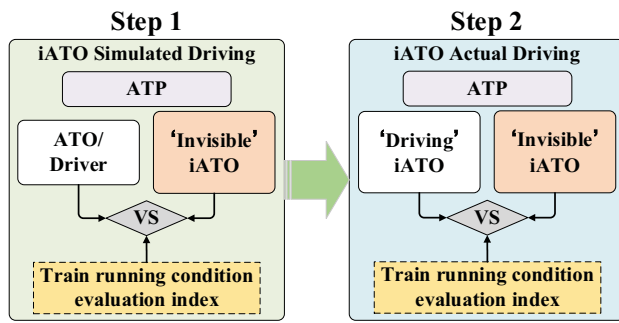 Step 1
iATO Simulated Driving
ATP
ATO/
Driver
‘Invisible’
iATO
VS
Train running condition
evaluation index
Step 2
iATO Actual Driving
ATP
‘Driving’
iATO
‘Invisible’
iATO
VS
Train running condition
evaluation index